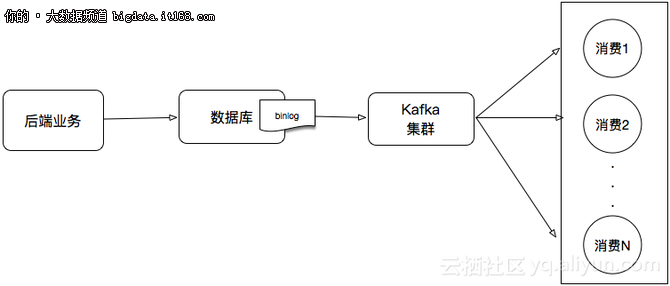 你的 · 大数据频道 bigdata.it168.com
后端业务
数据库
binlog
Kafka
集群
消费1
消费2
消费N
云栖社区 yq.aliyun.com